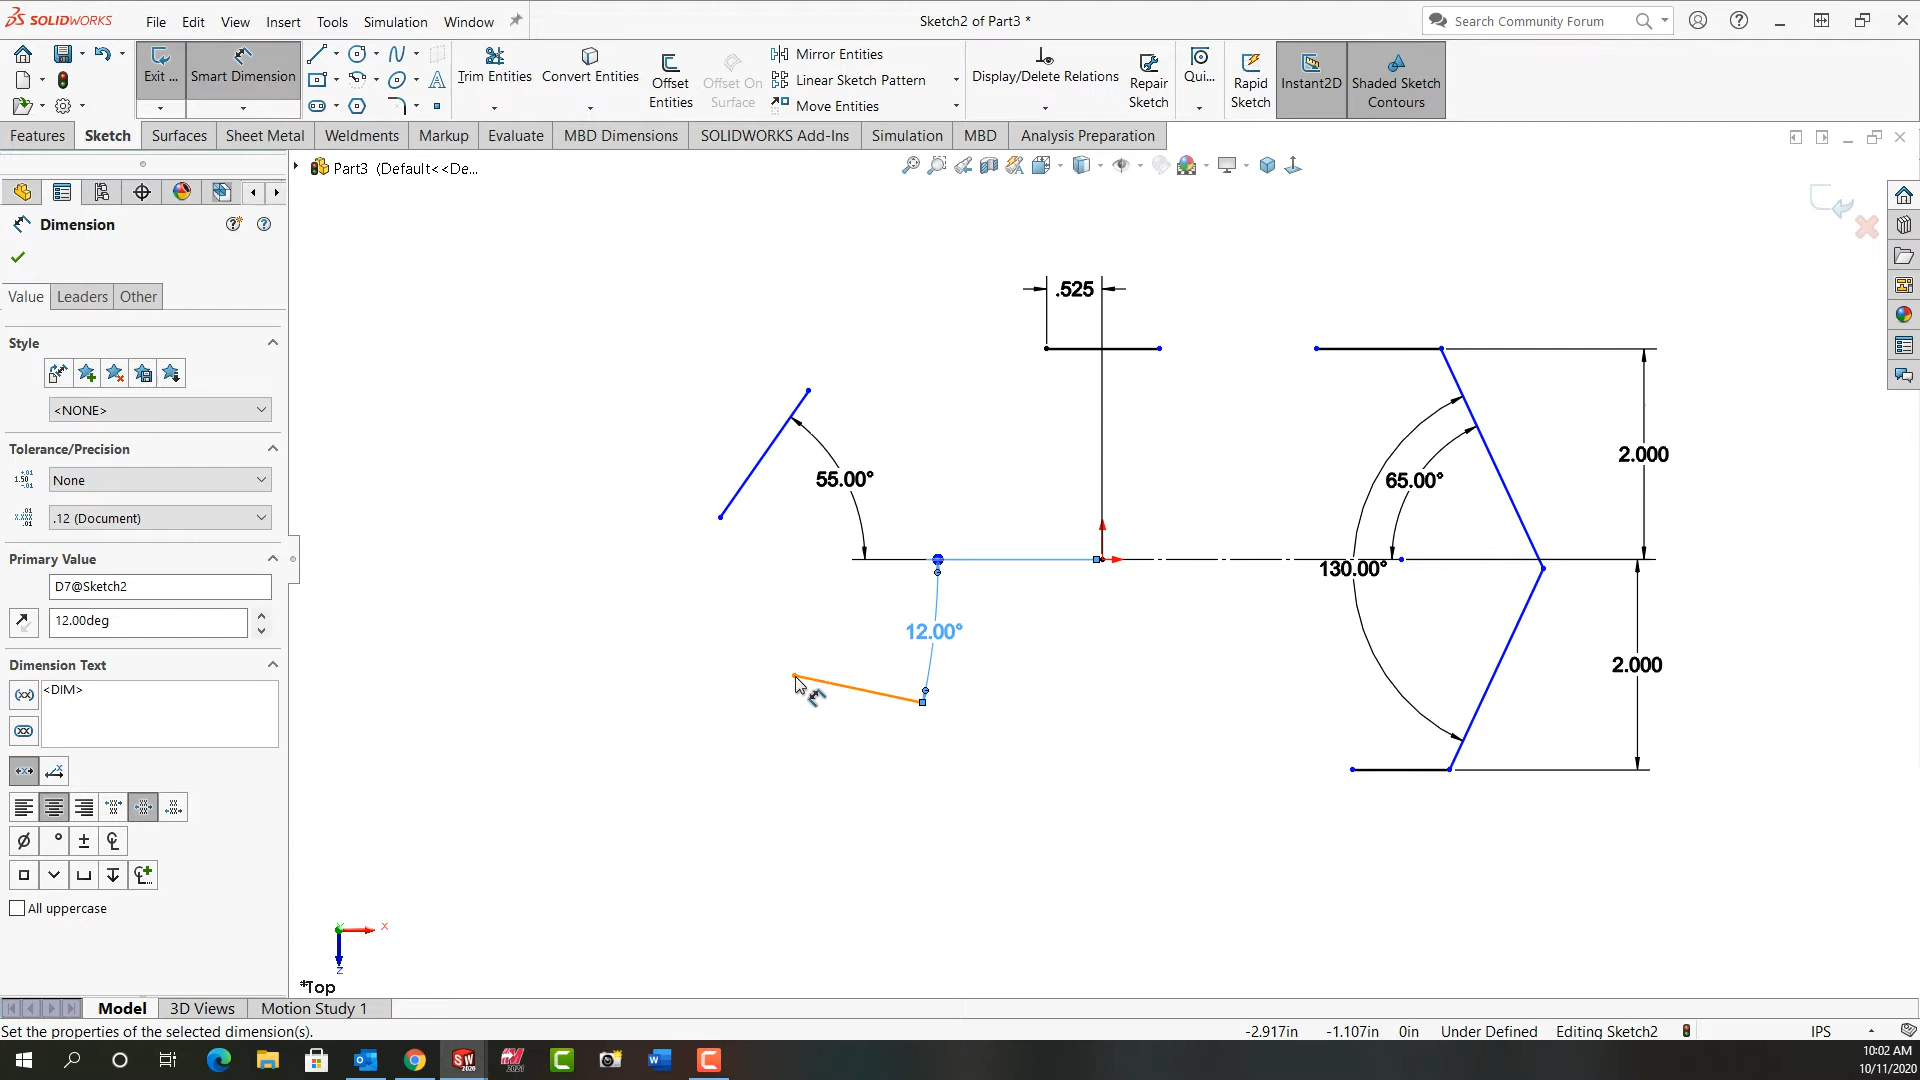 SOLIDWORKS
File Edit View Insert Tools Simulation Window
Sketch2 of Part3 *
Search Community Forum
Exit ...
Smart Dimension
Trim Entities
Convert Entities
Offset
Entities
Offset On
Surface
Mirror Entities
Linear Sketch Pattern
Move Entities
Display/Delete Relations
Repair
Sketch
Qui...
Rapid
Sketch
Instant2D
Shaded Sketch
Contours
Features Sketch Surfaces Sheet Metal Weldments Markup Evaluate MBD Dimensions SOLIDWORKS Add-Ins Simulation MBD Analysis Preparation
Part3 (Default<<De...
Dimension
Value Leaders Other
Style
<NONE>
Tolerance/Precision
None
.12 (Document)
Primary Value
D7@Sketch2
12.00deg
Dimension Text
<DIM>
All uppercase
.525
55.00°
65.00°
2.000
130.00°
12.00°
2.000
X
Y
Z
*Top
Model 3D Views Motion Study 1
Set the properties of the selected dimension(s).
-2.917in -1.107in 0in Under Defined Editing Sketch2 IPS
10:02 AM
10/11/2020